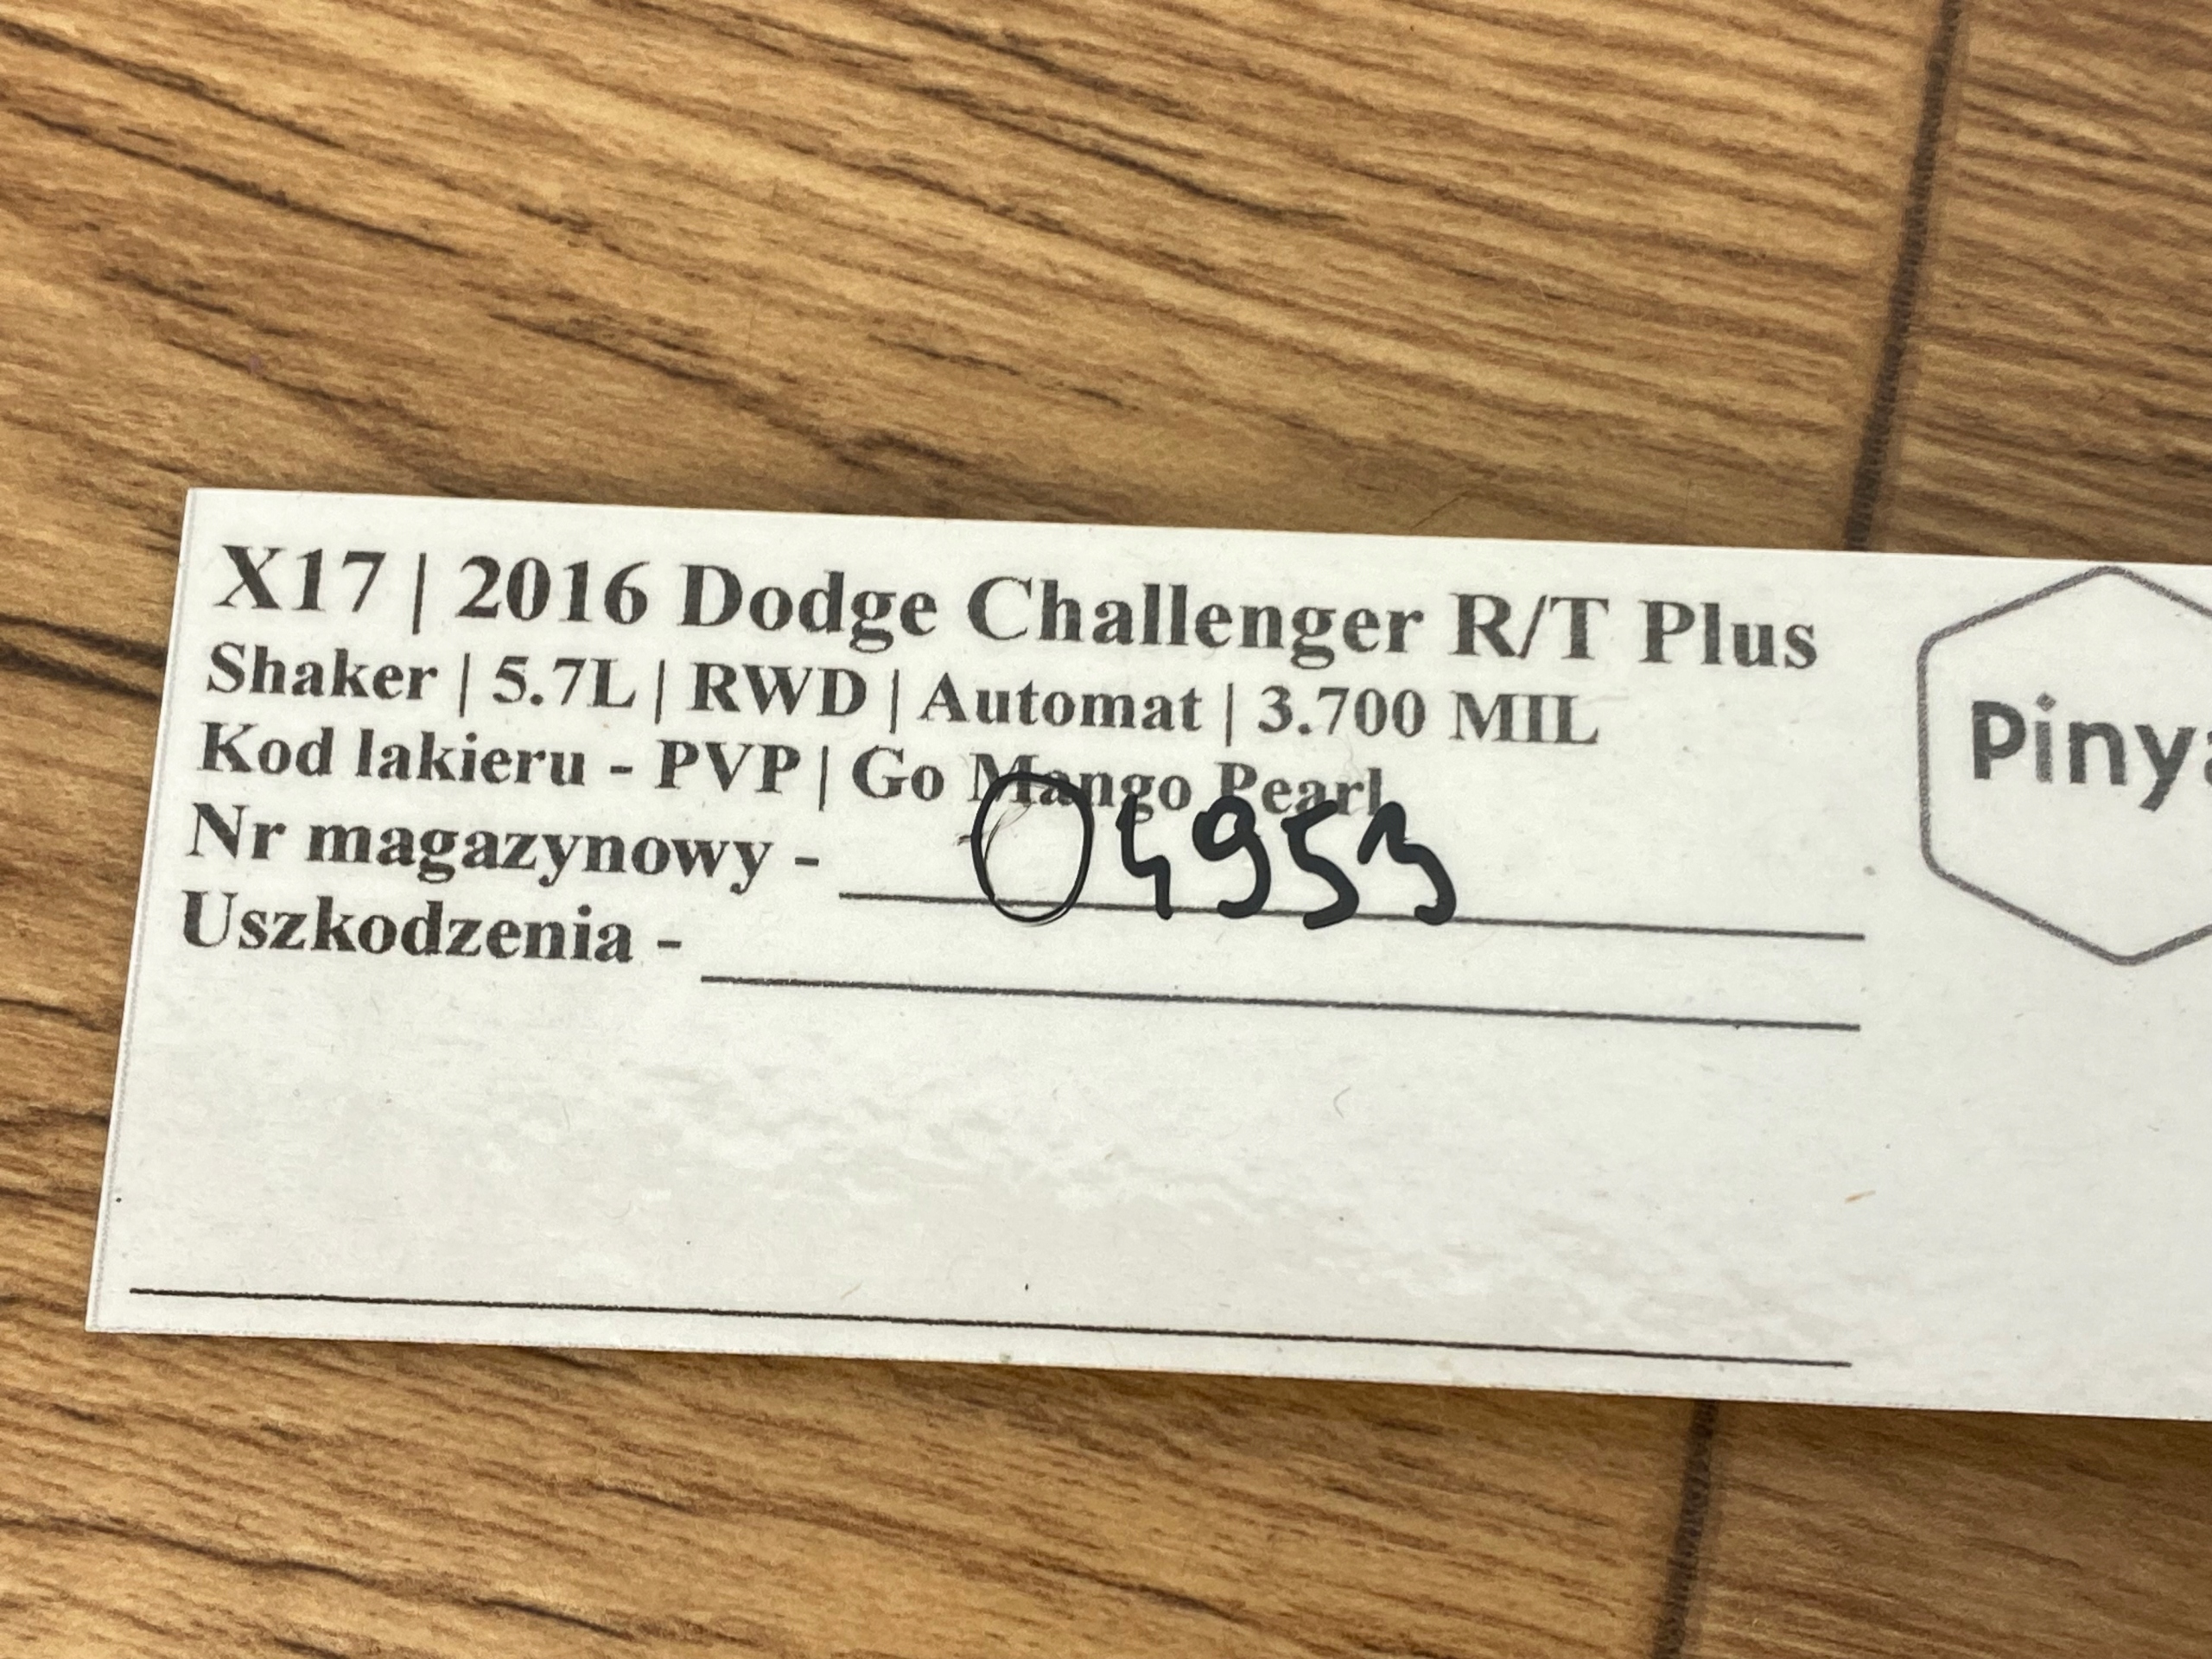 X17 | 2016 Dodge Challenger R/T Plus
Shaker | 5.7L | RWD | Automat | 3.700 MIL
Kod lakieru - PVP | Go Mango Pearl
Nr magazynowy - 04953
Uszkodzenia -
Piny